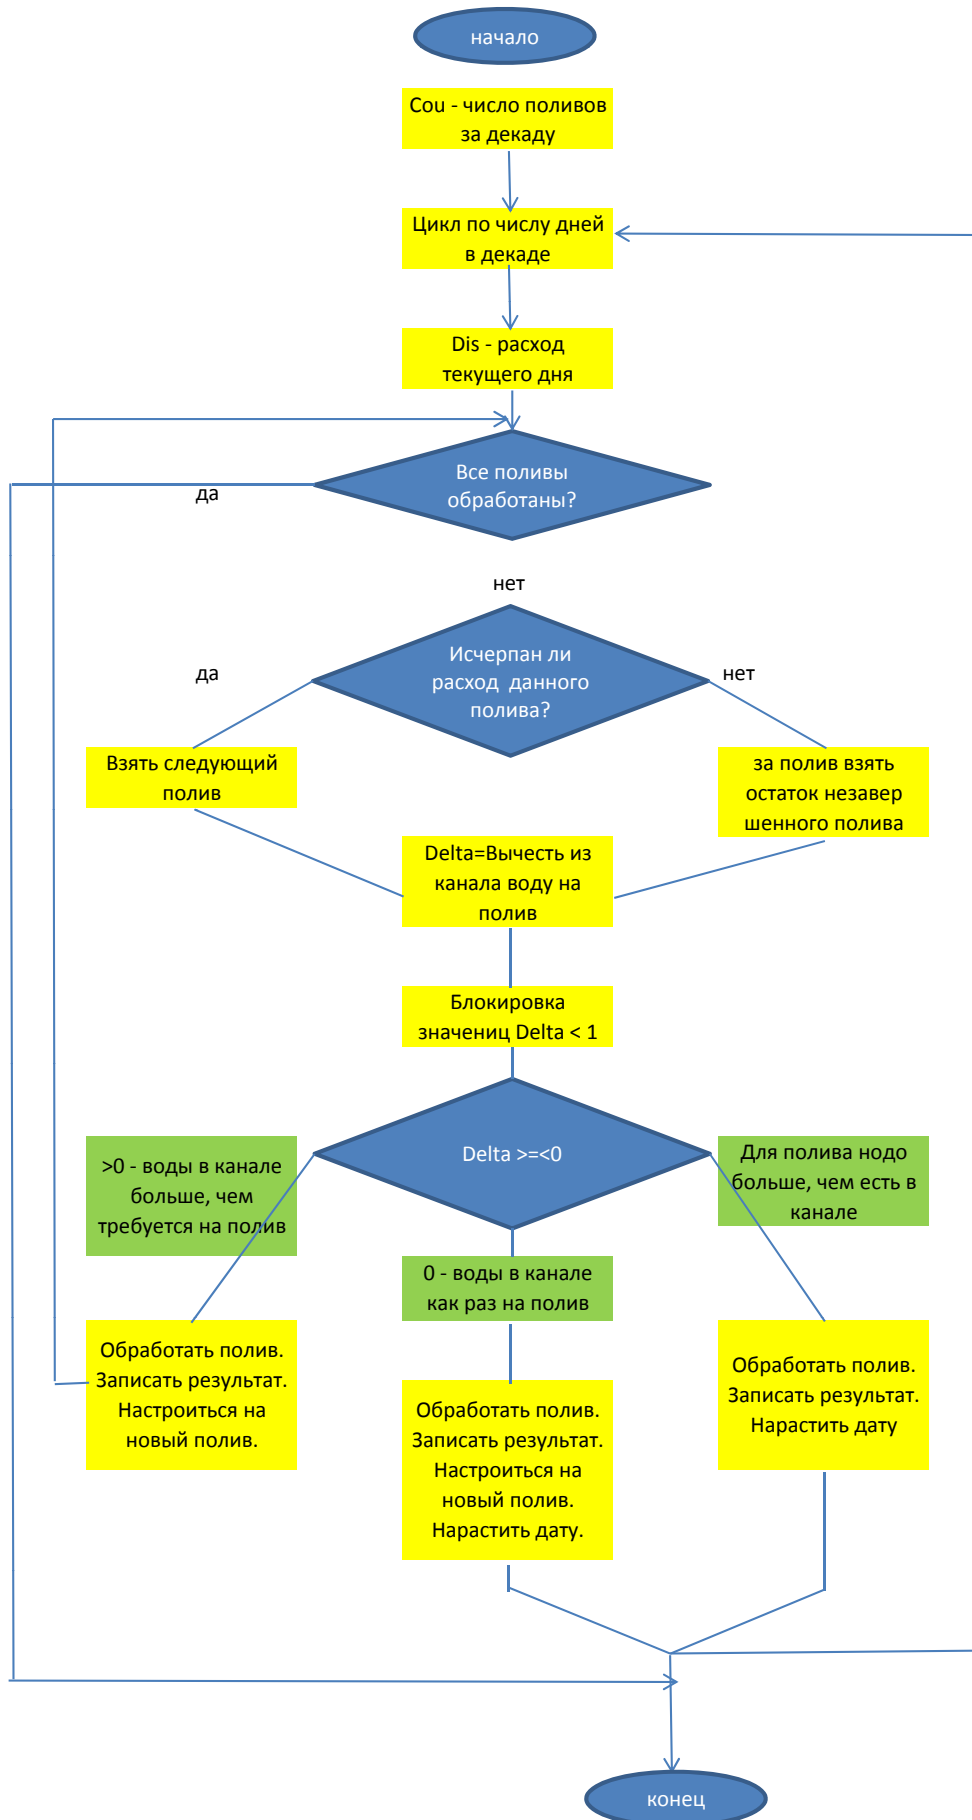 начало
Cou - число поливов
за декаду
Цикл по числу дней
в декаде
Dis - расход
текущего дня
Все поливы
обработаны?
да
нет
Исчерпан ли
расход данного
полива?
да
нет
Взять следующий
полив
за полив взять
остаток незавер
шенного полива
Delta=Вычесть из
канала воду на
полив
Блокировка
значениц Delta < 1
Delta >=<0
>0 - воды в канале
больше, чем
требуется на полив
Для полива нодо
больше, чем есть в
канале
0 - воды в канале
как раз на полив
Обработать полив.
Записать результат.
Настроиться на
новый полив.
Обработать полив.
Записать результат.
Настроиться на
новый полив.
Нарастить дату.
Обработать полив.
Записать результат.
Нарастить дату
конец